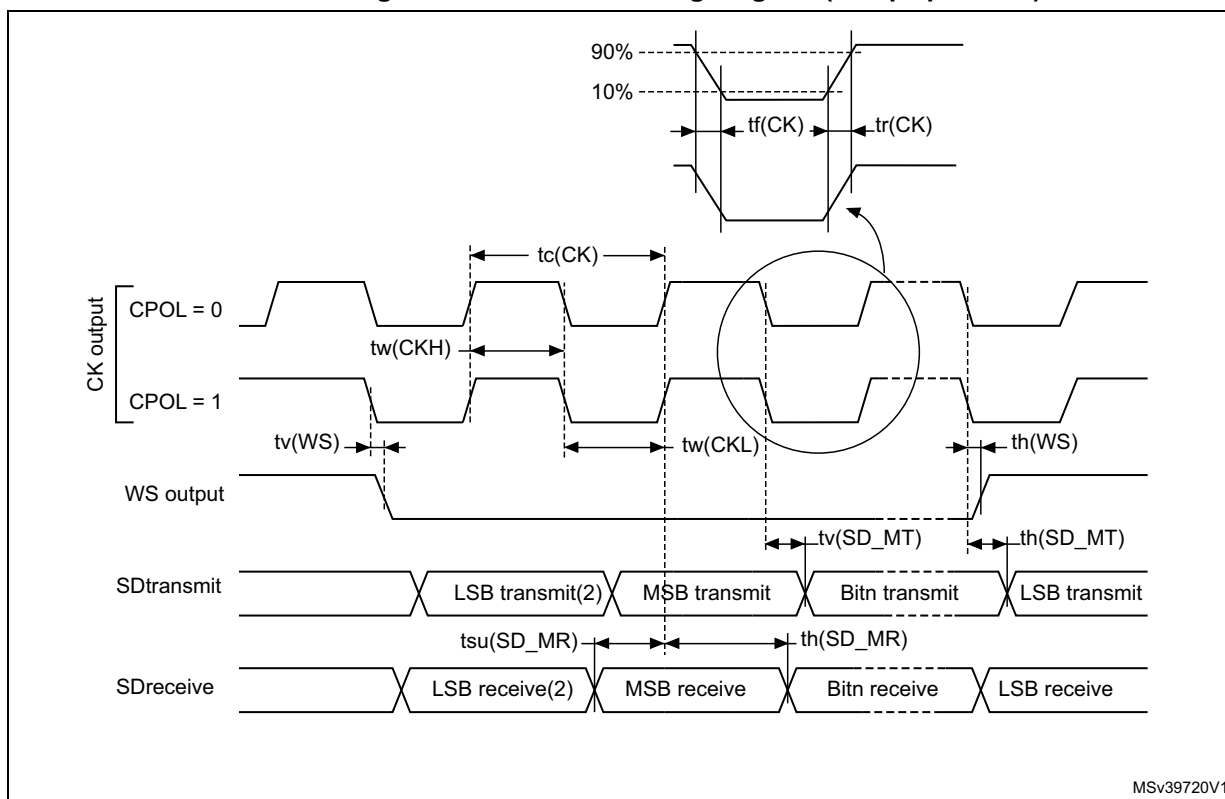 90%
10%
tf(CK)
tr(CK)
tc(CK)
CK output
CPOL = 0
tw(CKH)
CPOL = 1
tv(WS)
tw(CKL)
th(WS)
WS output
tv(SD_MT)
th(SD_MT)
SDtransmit
LSB transmit(2)
MSB transmit
Bitn transmit
LSB transmit
tsu(SD_MR)
th(SD_MR)
SDreceive
LSB receive(2)
MSB receive
Bitn receive
LSB receive
MSv39720V1